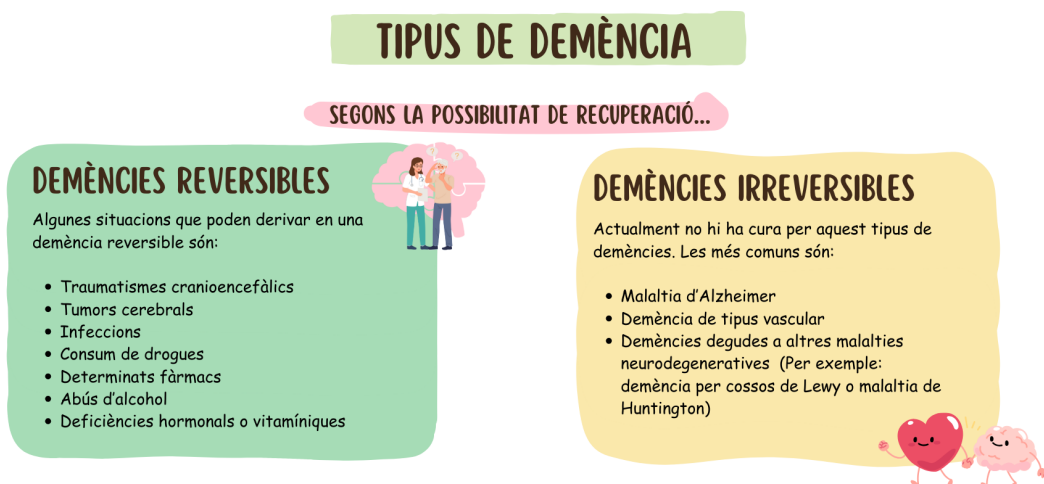 TIPUS DE DEMÈNCIA
SEGONS LA POSSIBILITAT DE RECUPERACIÓ...
DEMÈNCIES REVERSIBLES
Algunes situacions que poden derivar en una
demència reversible són:
• Traumatismes cranioencefàlics
• Tumors cerebrals
• Infeccions
• Consum de drogues
• Determinats fàrmacs
• Abús d'alcohol
• Deficiències hormonals o vitamíniques
DEMÈNCIES IRREVERSIBLES
Actualment no hi ha cura per aquest tipus de
demències. Les més comuns són:
• Malaltia d'Alzheimer
• Demència de tipus vascular
• Demències degudes a altres malalties
neurodegeneratives (Per exemple:
demència per cossos de Lewy o malaltia de
Huntington)